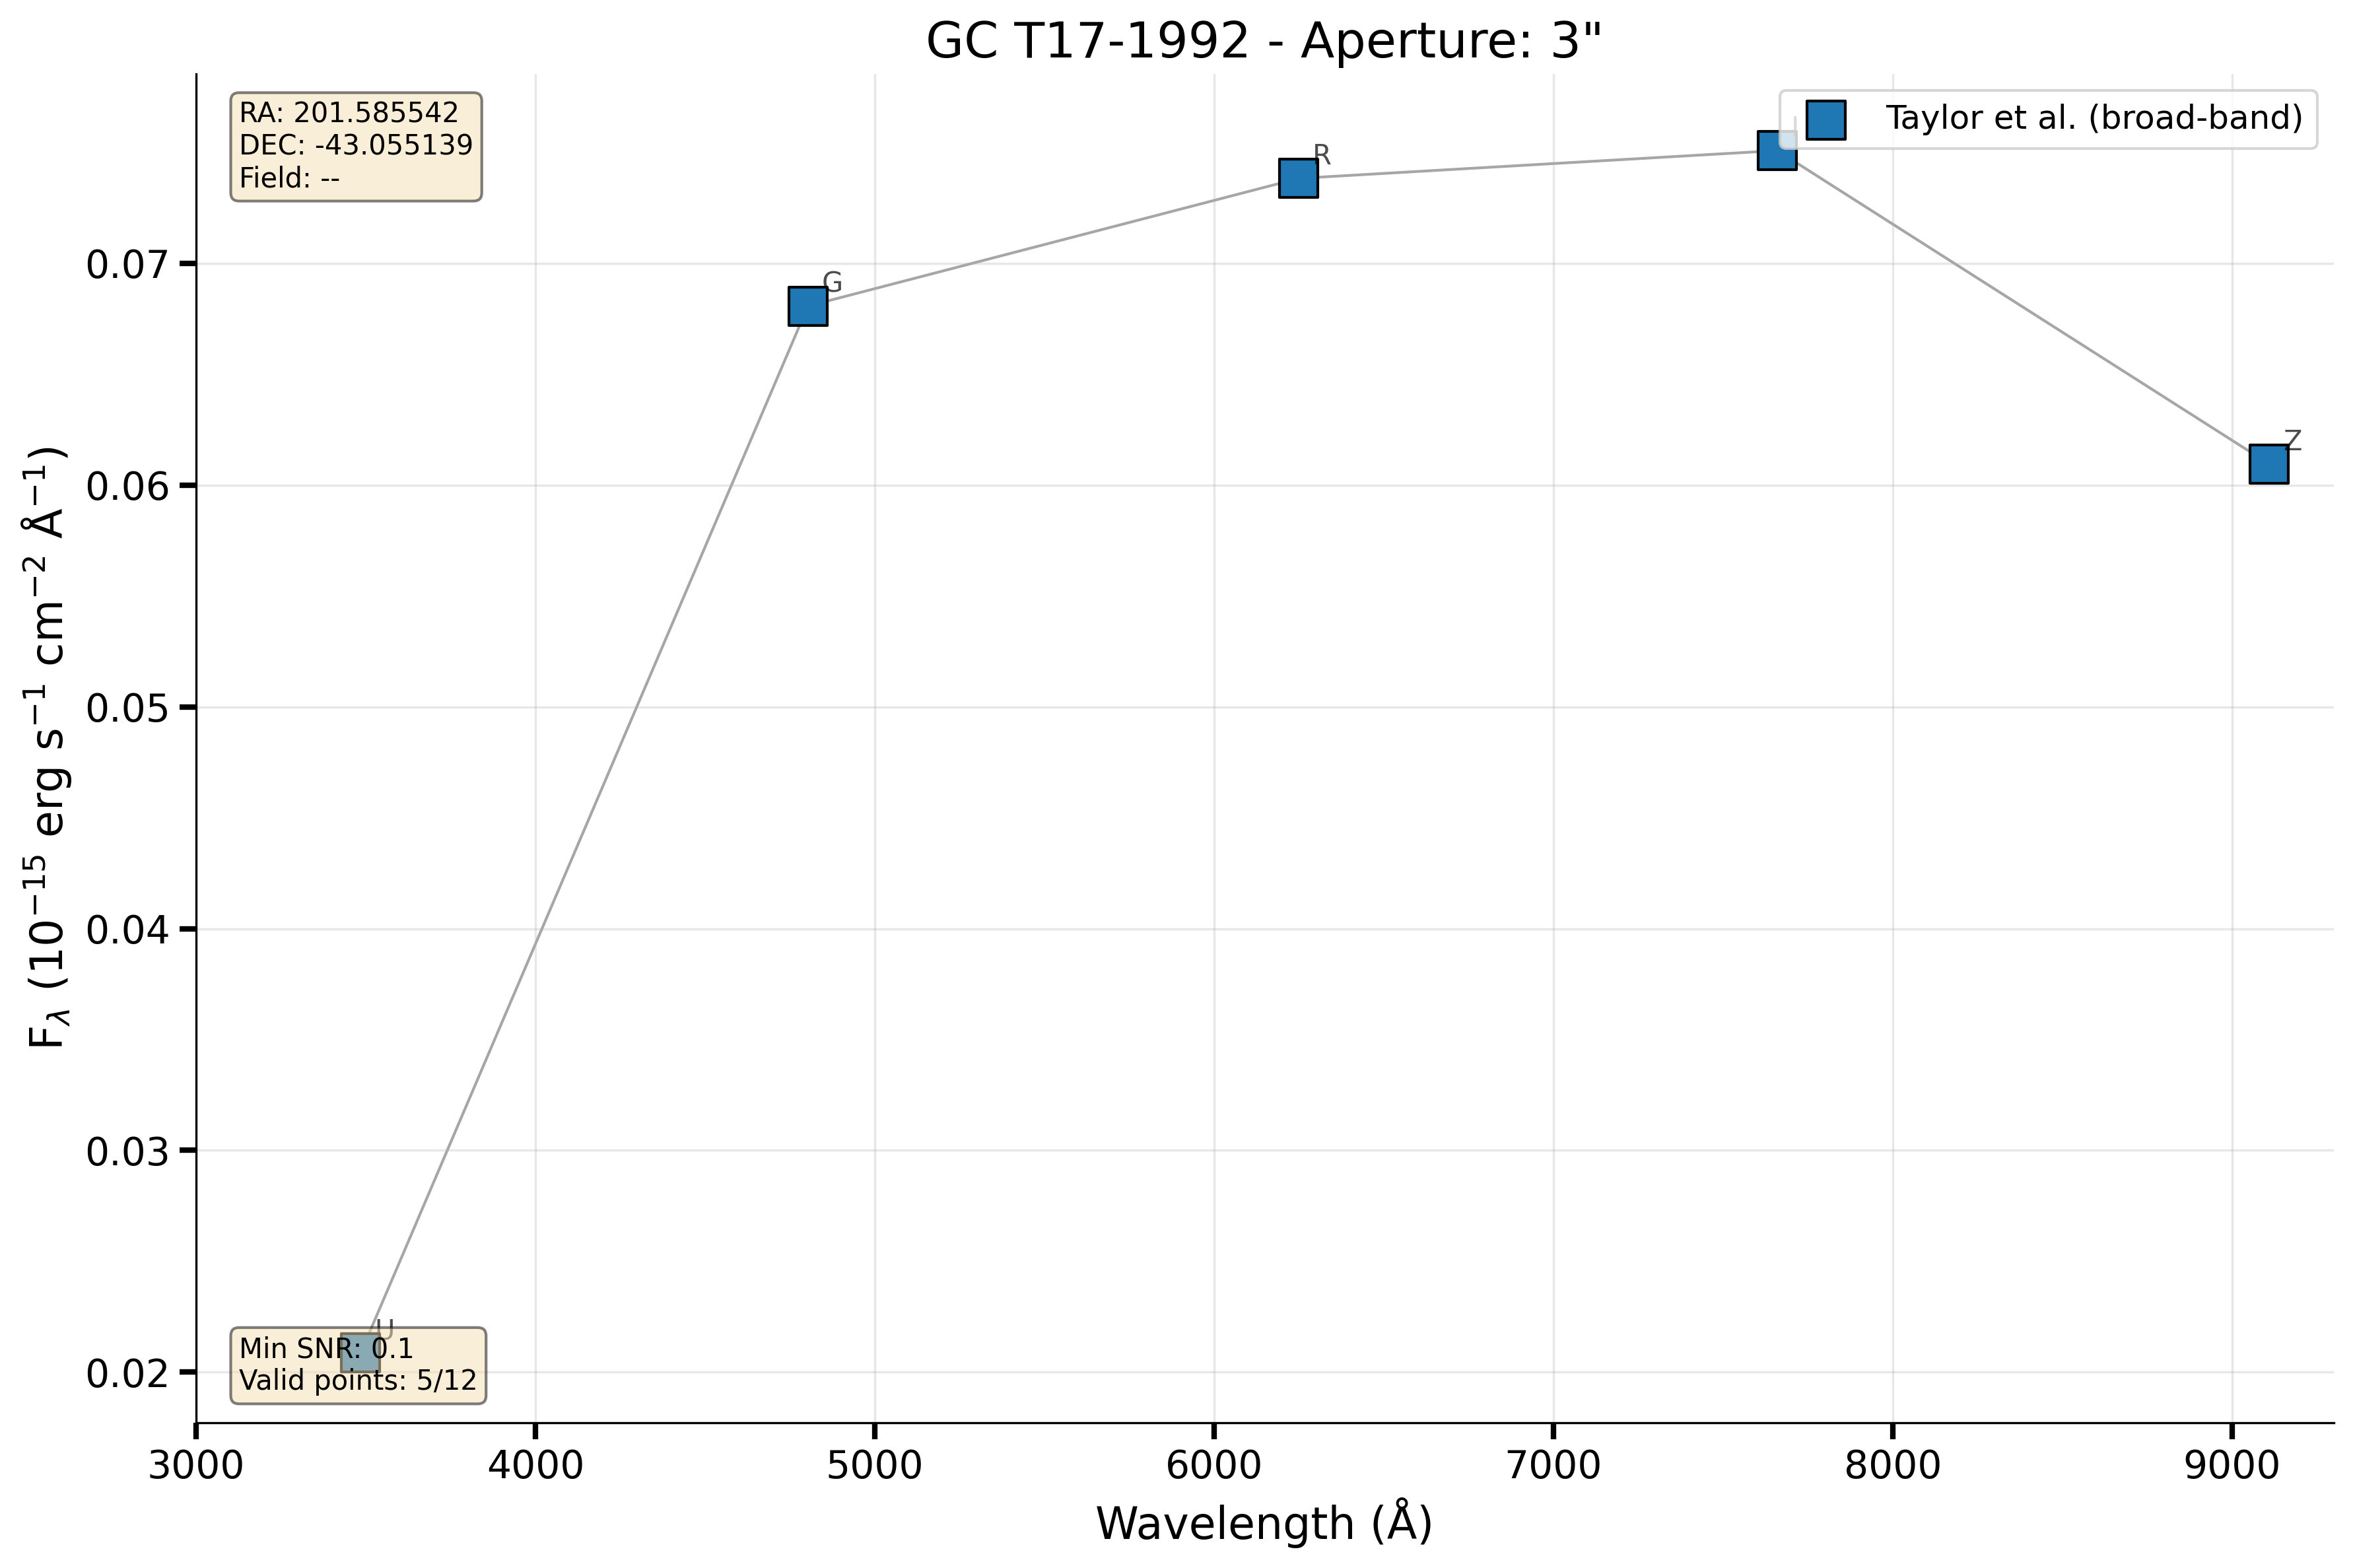 GC T17-1992 - Aperture: 3"
RA: 201.585542
DEC: -43.055139
Field: --
Taylor et al. (broad-band)
I
R
G
Z
U
Min SNR: 0.1
Valid points: 5/12
0.07
0.06
0.05
0.04
0.03
0.02
F_λ (10⁻¹⁵ erg s⁻¹ cm⁻² Å⁻¹)
3000 4000 5000 6000 7000 8000 9000
Wavelength (Å)